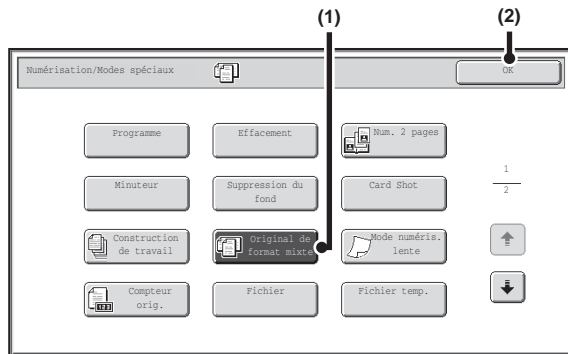 (1)
(2)
Numérisation/Modes spéciaux
OK
Programme
Effacement
Num. 2 pages
Minuteur
Suppression du
fond
Card Shot
1
2
Construction
de travail
Original de
format mixte
Mode numéris.
lente
Compteur
orig.
123
Fichier
Fichier temp.